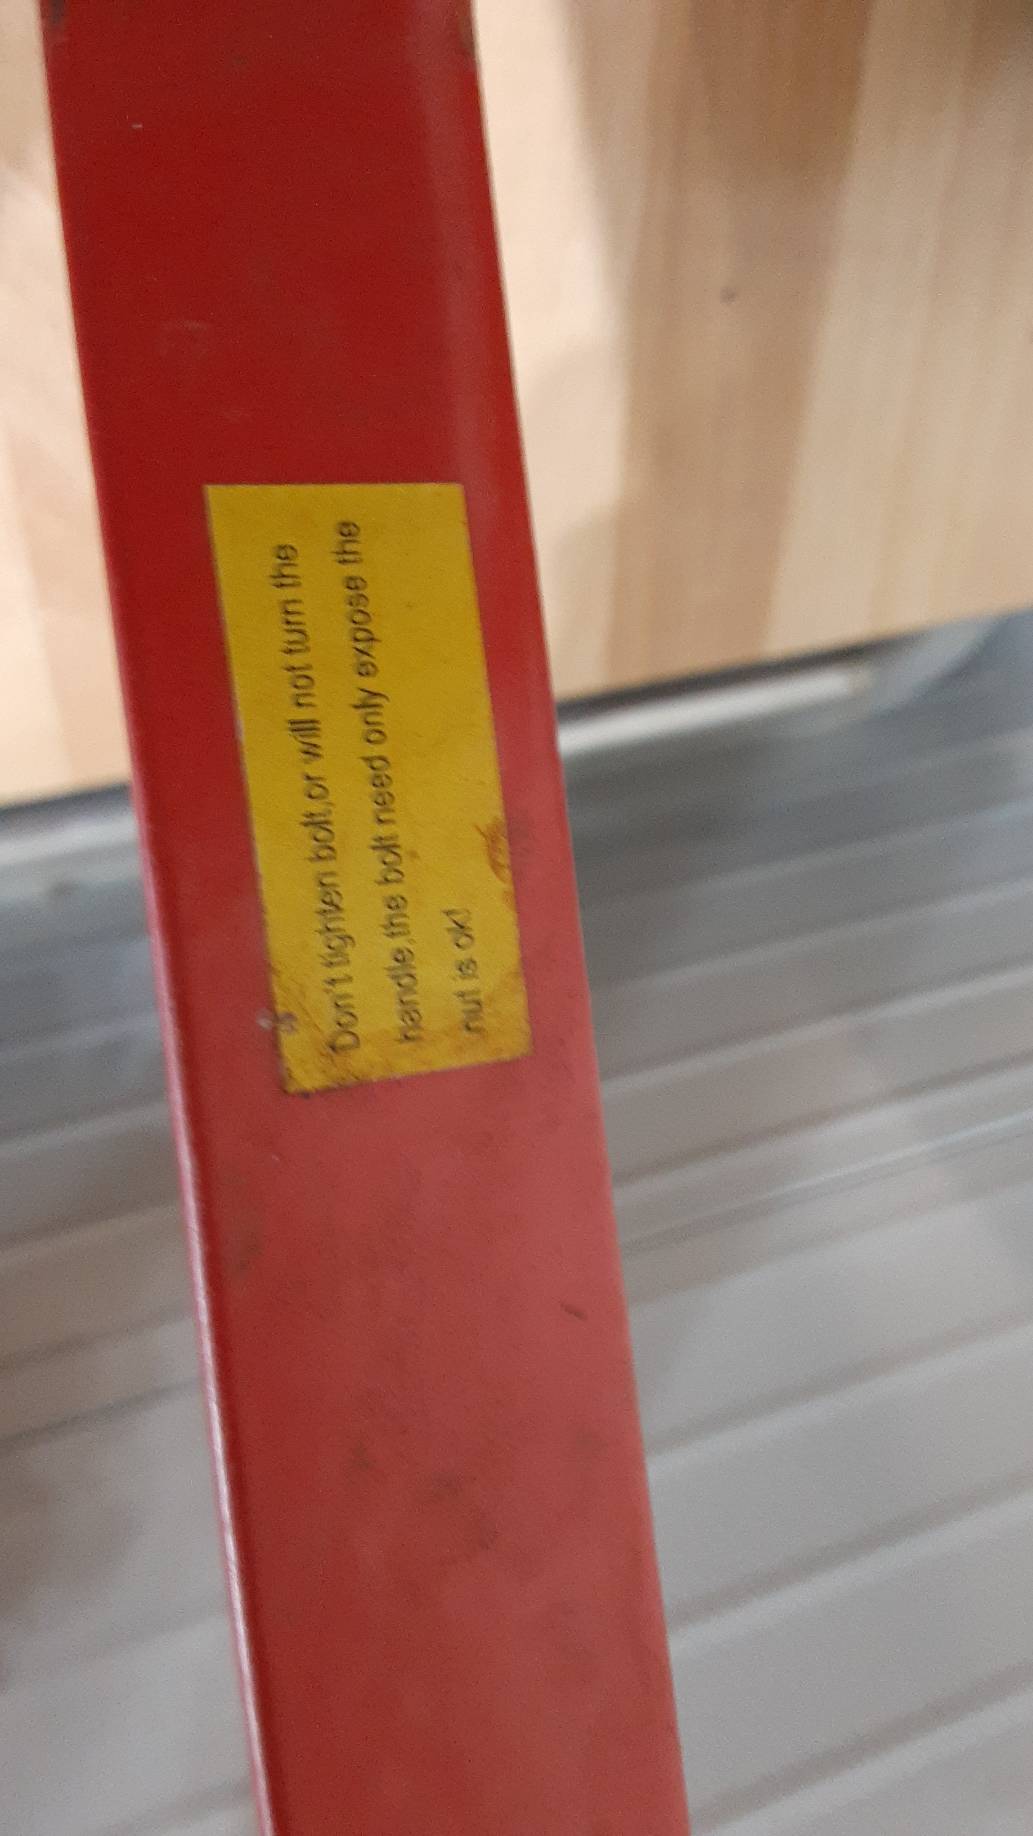 Don't tighten bolt,or will not turn the
handle,the bolt need only expose the
nut is ok!